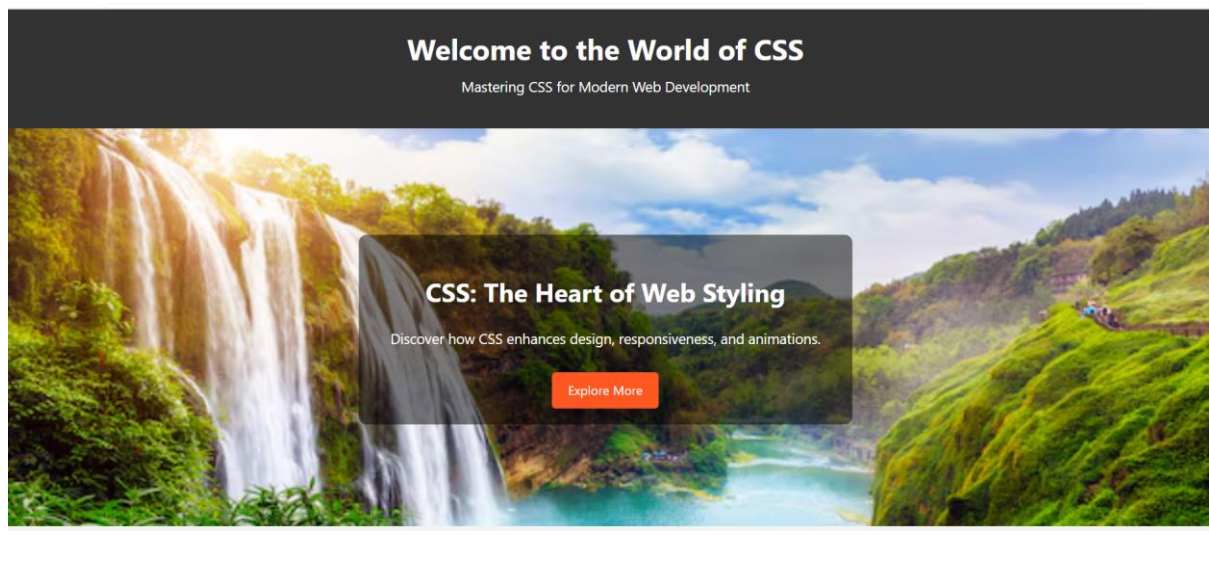 Welcome to the World of CSS
Mastering CSS for Modern Web Development
CSS: The Heart of Web Styling
Discover how CSS enhances design, responsiveness, and animations.
Explore More